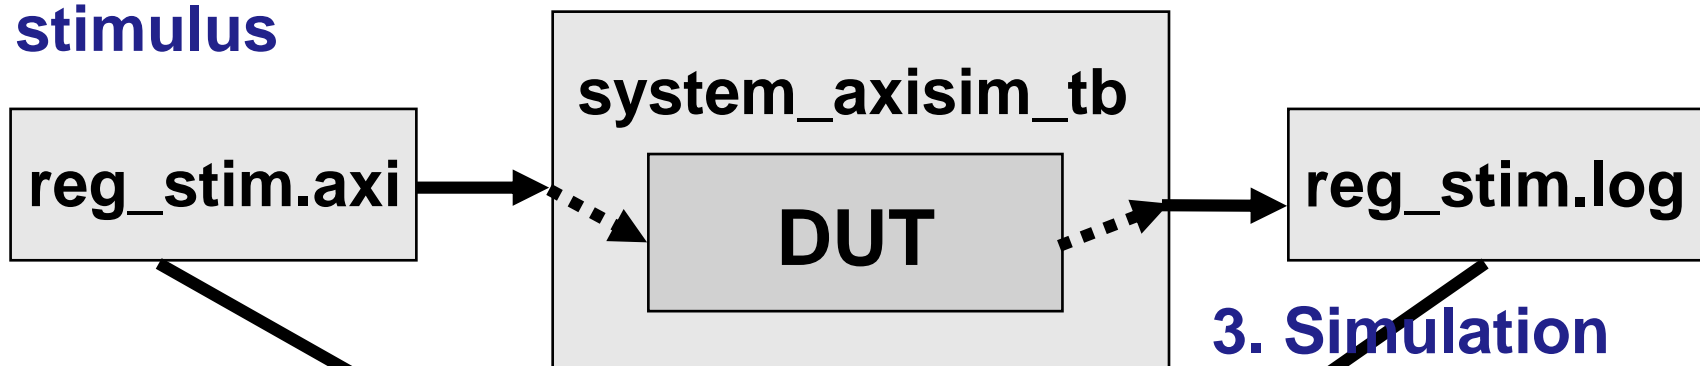 stimulus
system_axisim_tb
reg_stim.axi
DUT
reg_stim.log
3. Simulation